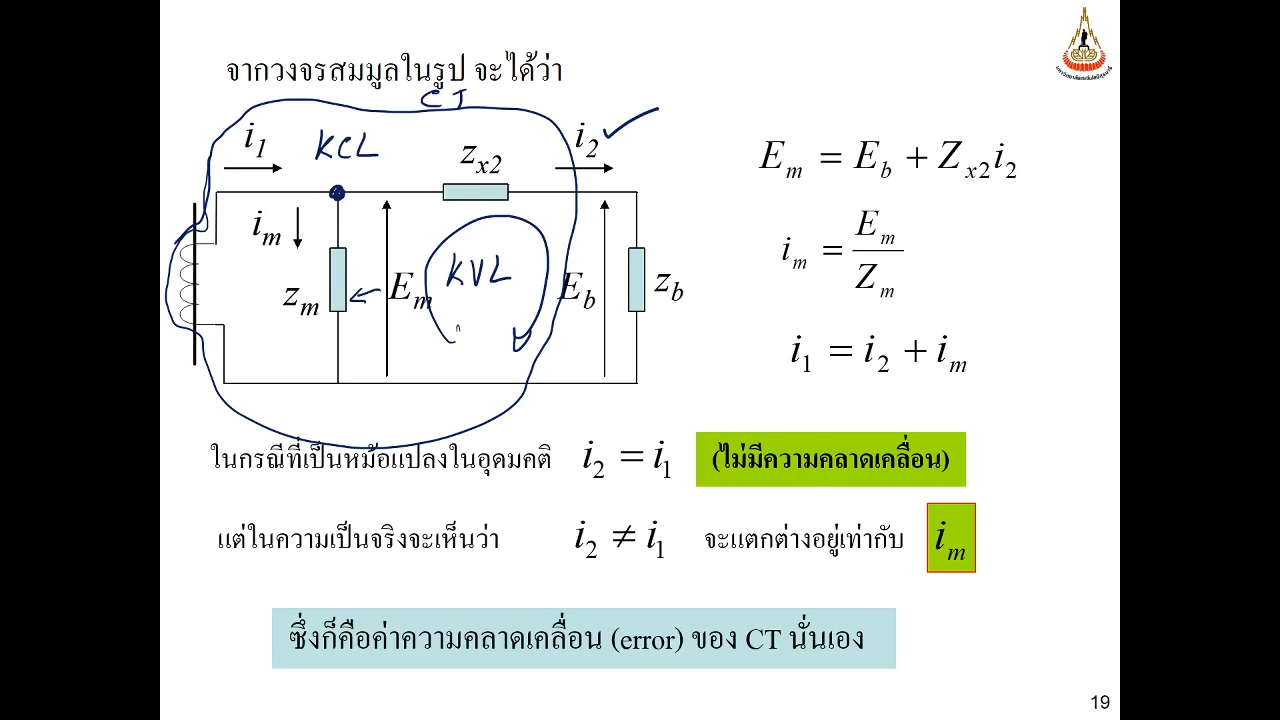 จากวงจรสมมูลในรูป จะได้ว่า
CT
i1
KCL
zx2
i2
Em = Eb + Zx2i2
im
zm
Em
KVL
Eb
zb
im = Em / Zm
i1 = i2 + im
ในกรณีที่เป็นหม้อแปลงในอุดมคติ i2 = i1 (ไม่มีความคลาดเคลื่อน)
แต่ในความเป็นจริงจะเห็นว่า i2 ≠ i1 จะแตกต่างอยู่เท่ากับ im
ซึ่งก็คือค่าความคลาดเคลื่อน (error) ของ CT นั่นเอง
19